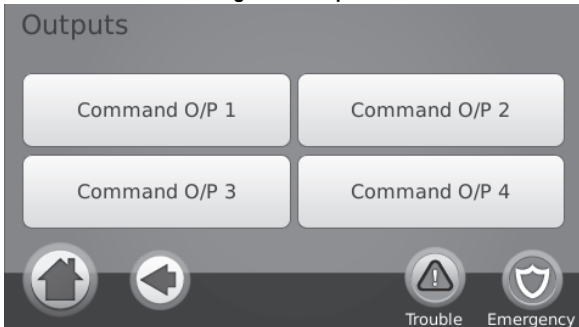 Outputs
Command O/P 1
Command O/P 2
Command O/P 3
Command O/P 4
Trouble
Emergency